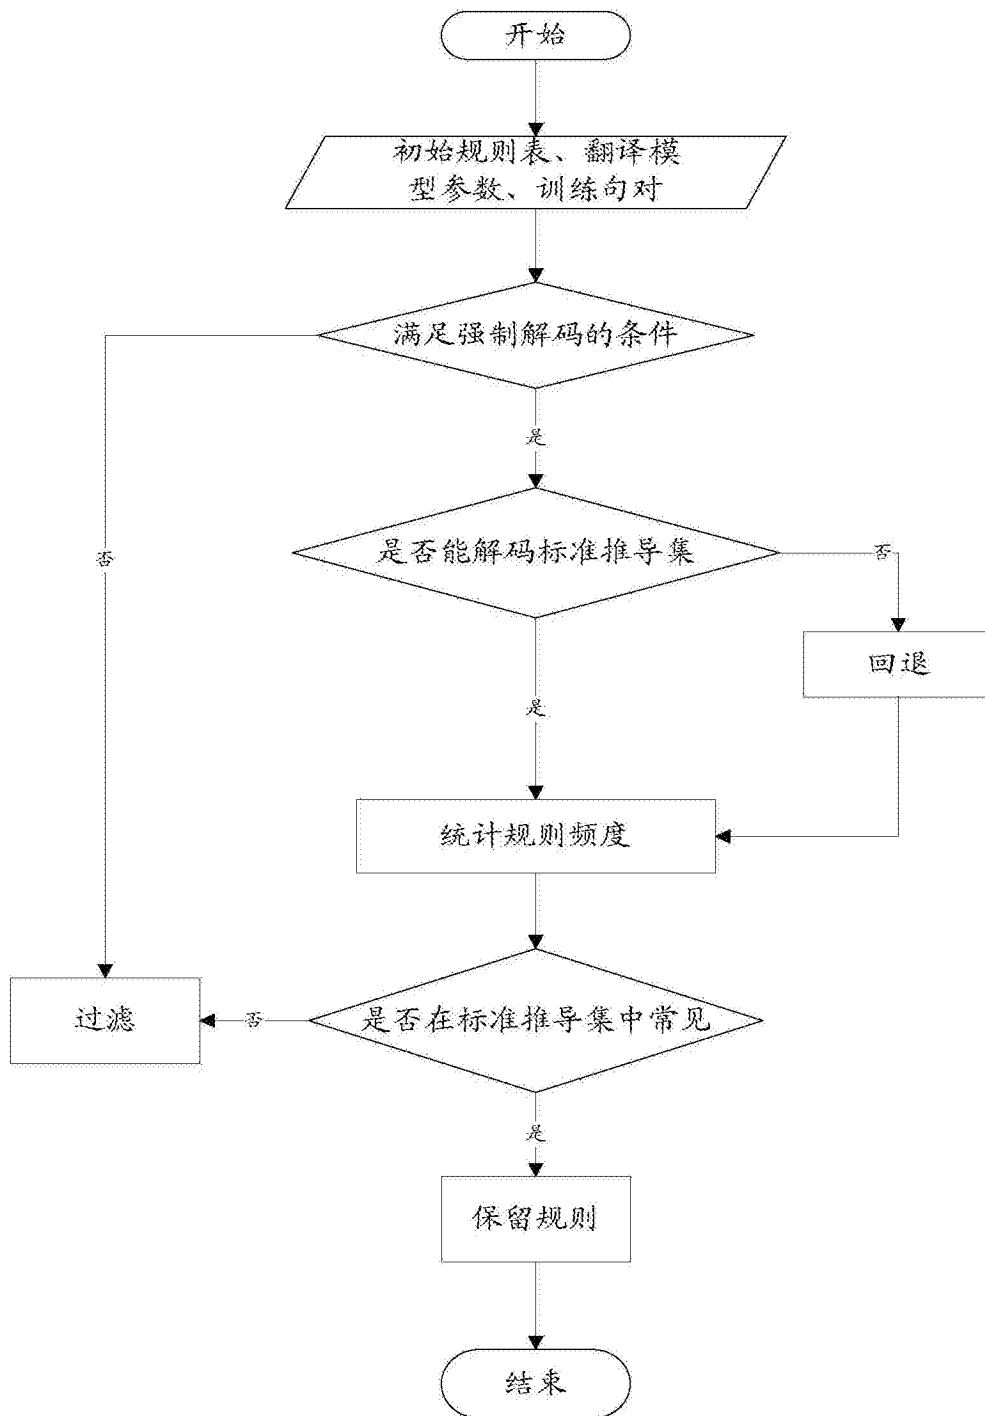 开始
初始规则表、翻译模
型参数、训练句对
满足强制解码的条件
是
否
是否能解码标准推导集
否
回退
是
统计规则频度
是否在标准推导集中常见
否
过滤
是
保留规则
结束